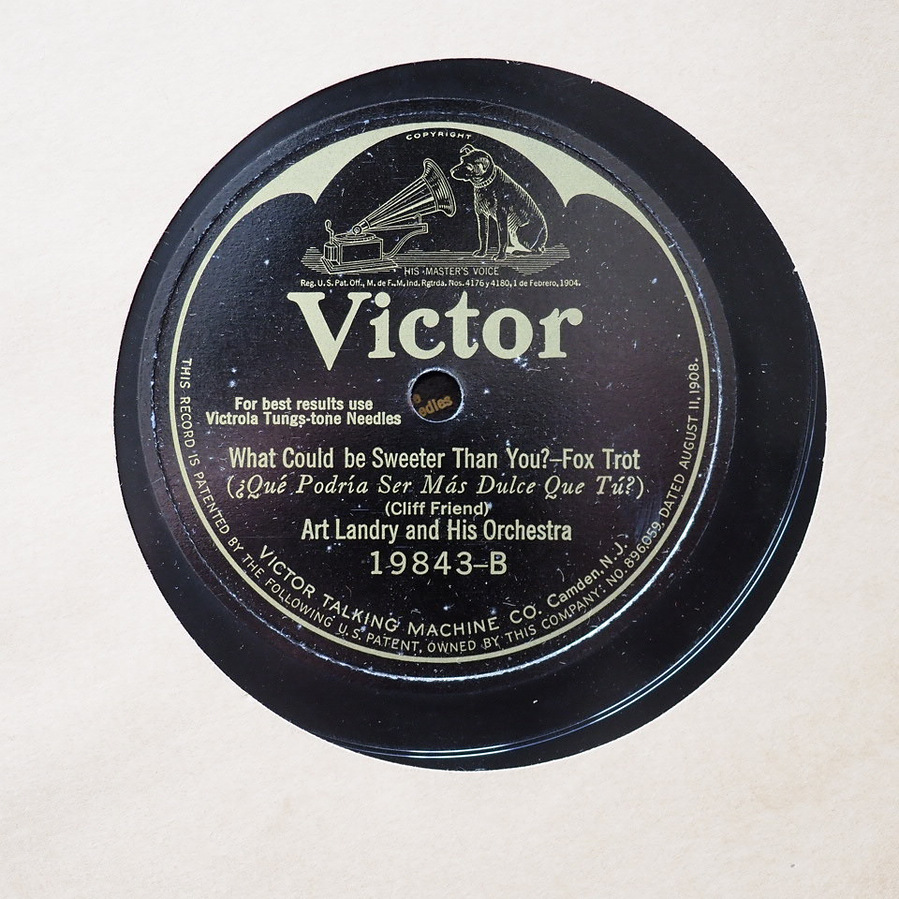 COPYRIGHT
HIS MASTER'S VOICE
Reg. U.S. Pat. Off., M. de F., M. Ind. Rgtrda. Nos. 4176 y 4180, 1 de Febrero, 1904.
Victor
For best results use
Victrola Tungs-tone Needles
edles
What Could be Sweeter Than You?–Fox Trot
(¿Qué Podría Ser Más Dulce Que Tú?)
(Cliff Friend)
Art Landry and His Orchestra
19843–B
VICTOR TALKING MACHINE CO. Camden, N.J.
THIS RECORD IS PATENTED BY THE FOLLOWING U.S. PATENT, OWNED BY THIS COMPANY: NO. 896,059, DATED AUGUST 11, 1908.